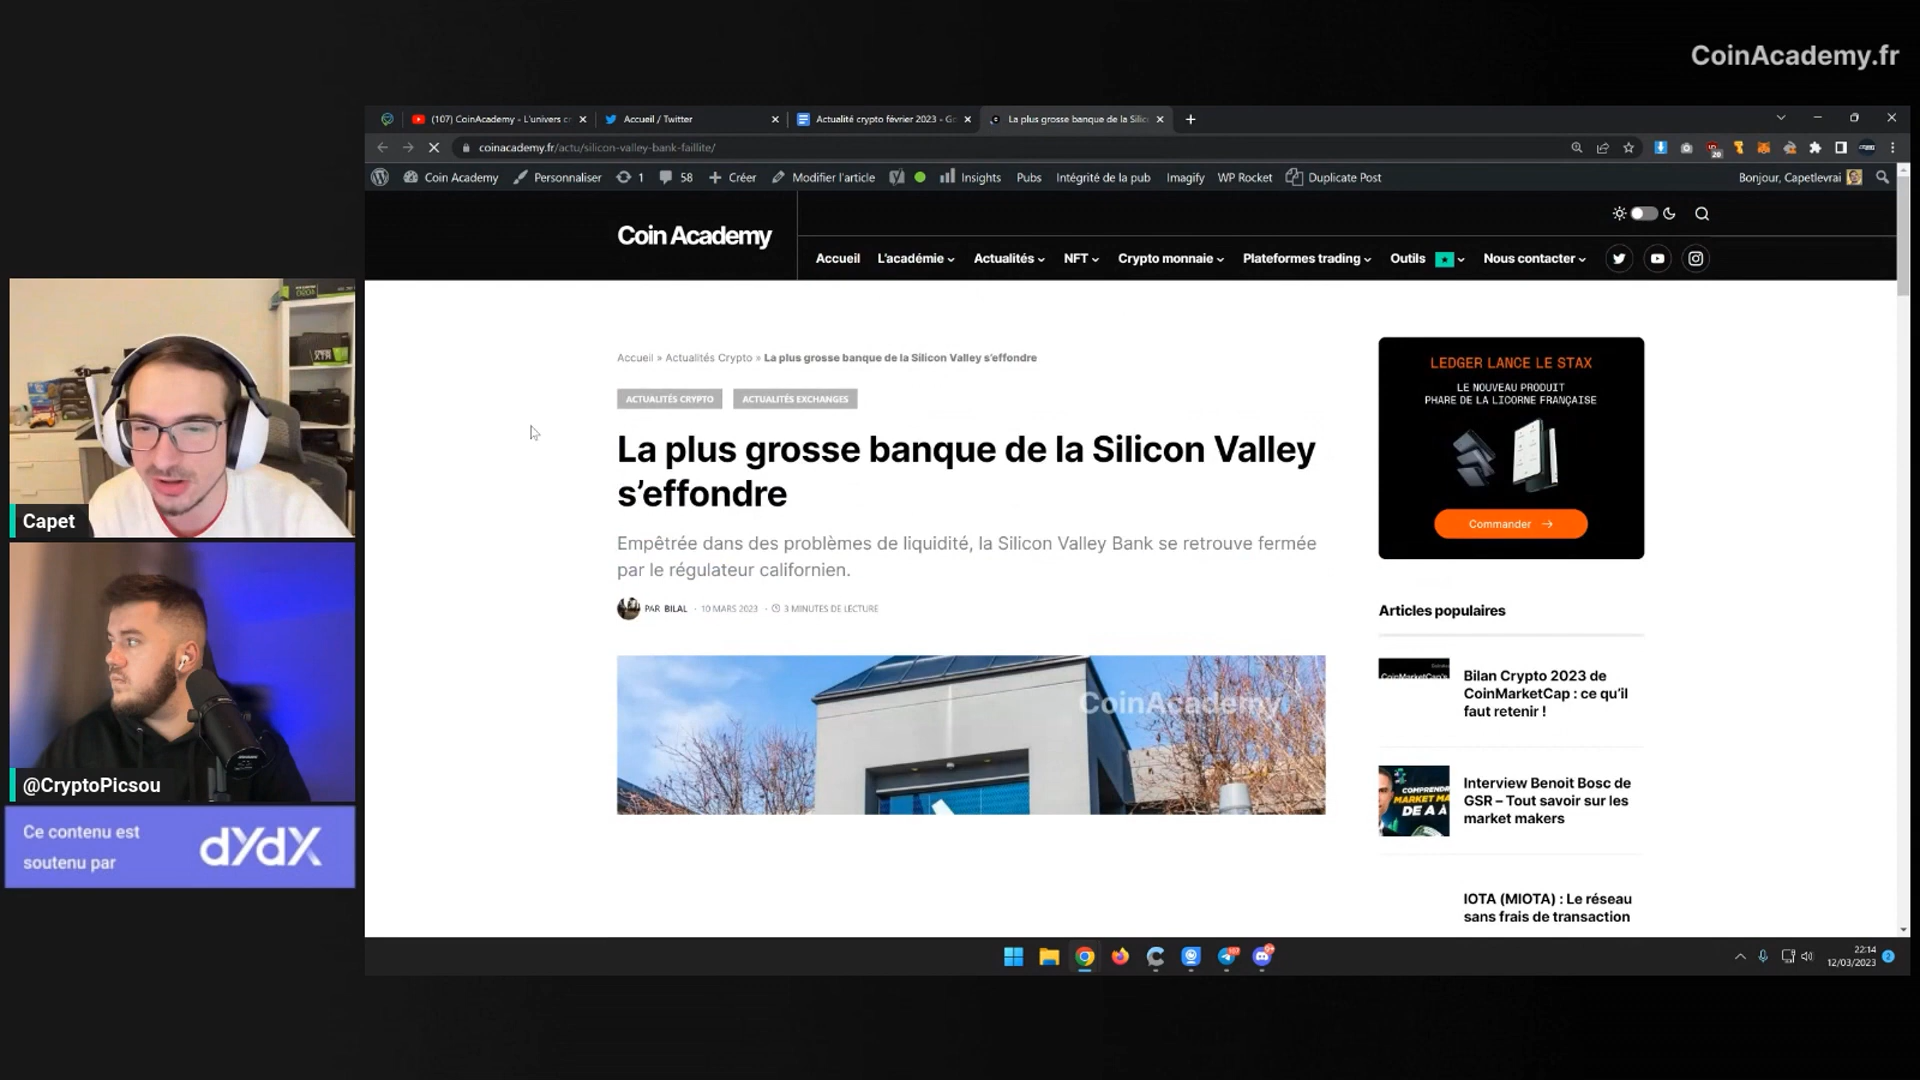 CoinAcademy.fr
(107) CoinAcademy - L'univers cr
Accueil / Twitter
Actualité crypto février 2023 - G
La plus grosse banque de la Silic
coinacademy.fr/actu/silicon-valley-bank-faillite/
20
Coin Academy
Personnaliser
1
58
Créer
Modifier l'article
Insights
Pubs
Intégrité de la pub
Imagify
WP Rocket
Duplicate Post
Bonjour, Capetlevrai
Coin Academy
Accueil
L'académie
Actualités
NFT
Crypto monnaie
Plateformes trading
Outils
Nous contacter
Accueil » Actualités Crypto » La plus grosse banque de la Silicon Valley s'effondre
ACTUALITÉS CRYPTO
ACTUALITÉS EXCHANGES
La plus grosse banque de la Silicon Valley
s'effondre
Empêtrée dans des problèmes de liquidité, la Silicon Valley Bank se retrouve fermée
par le régulateur californien.
PAR BILAL · 10 MARS 2023 · 3 MINUTES DE LECTURE
CoinAcademy
LEDGER LANCE LE STAX
LE NOUVEAU PRODUIT
PHARE DE LA LICORNE FRANÇAISE
Commander →
Articles populaires
CoinMarketCap's
Bilan Crypto 2023 de
CoinMarketCap : ce qu'il
faut retenir !
COMPREND
MARKET MA
DE A À
Interview Benoit Bosc de
GSR – Tout savoir sur les
market makers
IOTA (MIOTA) : Le réseau
sans frais de transaction
Capet
@CryptoPicsou
Ce contenu est
soutenu par
dYdX
22:14
12/03/2023
2